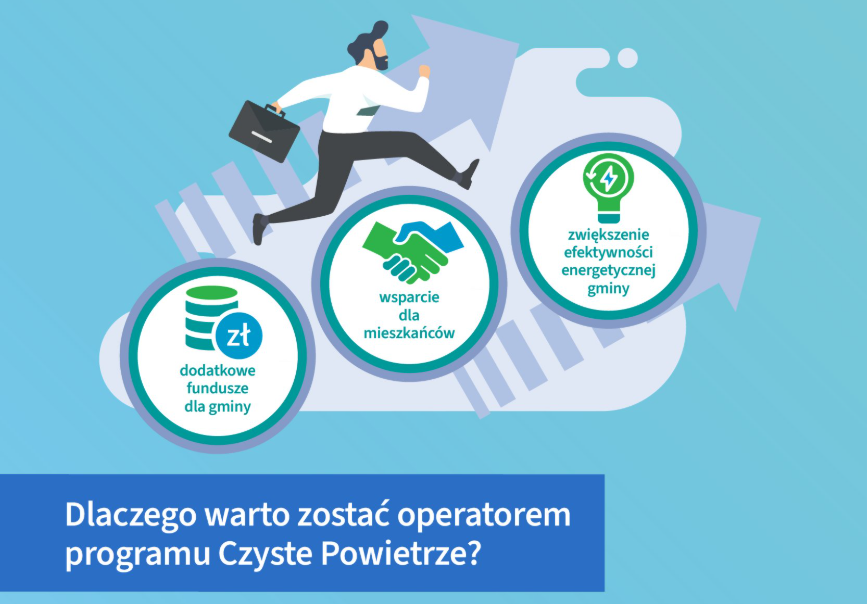 zł
dodatkowe
fundusze
dla gminy
wsparcie
dla
mieszkańców
zwiększenie
efektywności
energetycznej
gminy
Dlaczego warto zostać operatorem
programu Czyste Powietrze?